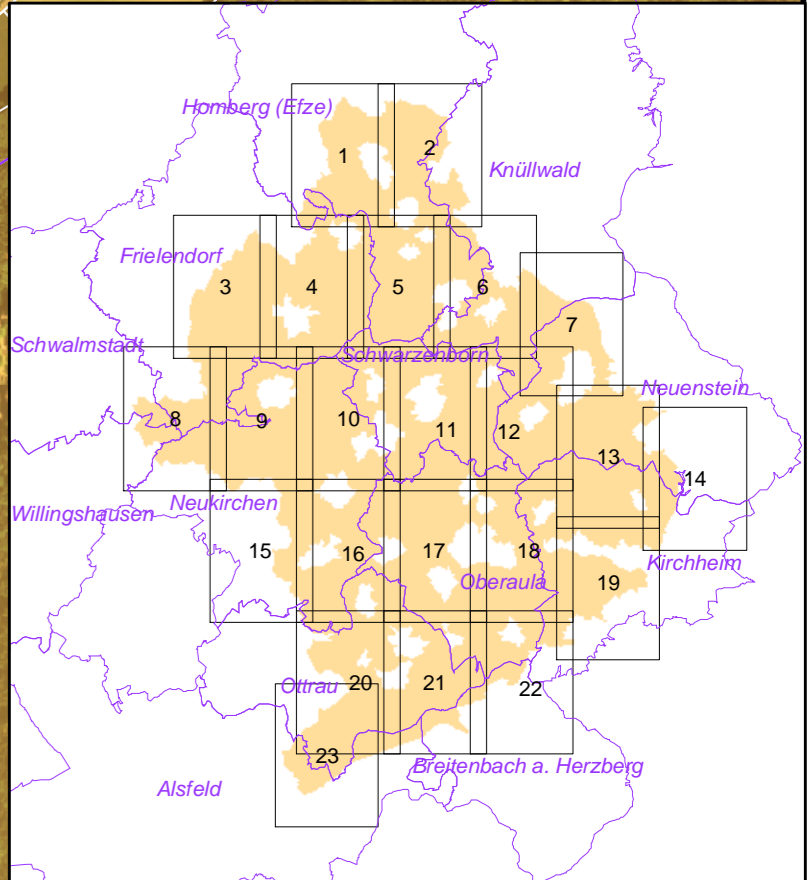 Homberg (Efze)
1
2
Knüllwald
Frielendorf
3
4
5
6
7
Schwalmstadt
Schwarzenborn
Neuenstein
8
9
10
11
12
13
14
Willingshausen
Neukirchen
15
16
17
18
Kirchheim
Oberaula
19
Ottrau
20
21
22
23
Breitenbach a. Herzberg
Alsfeld